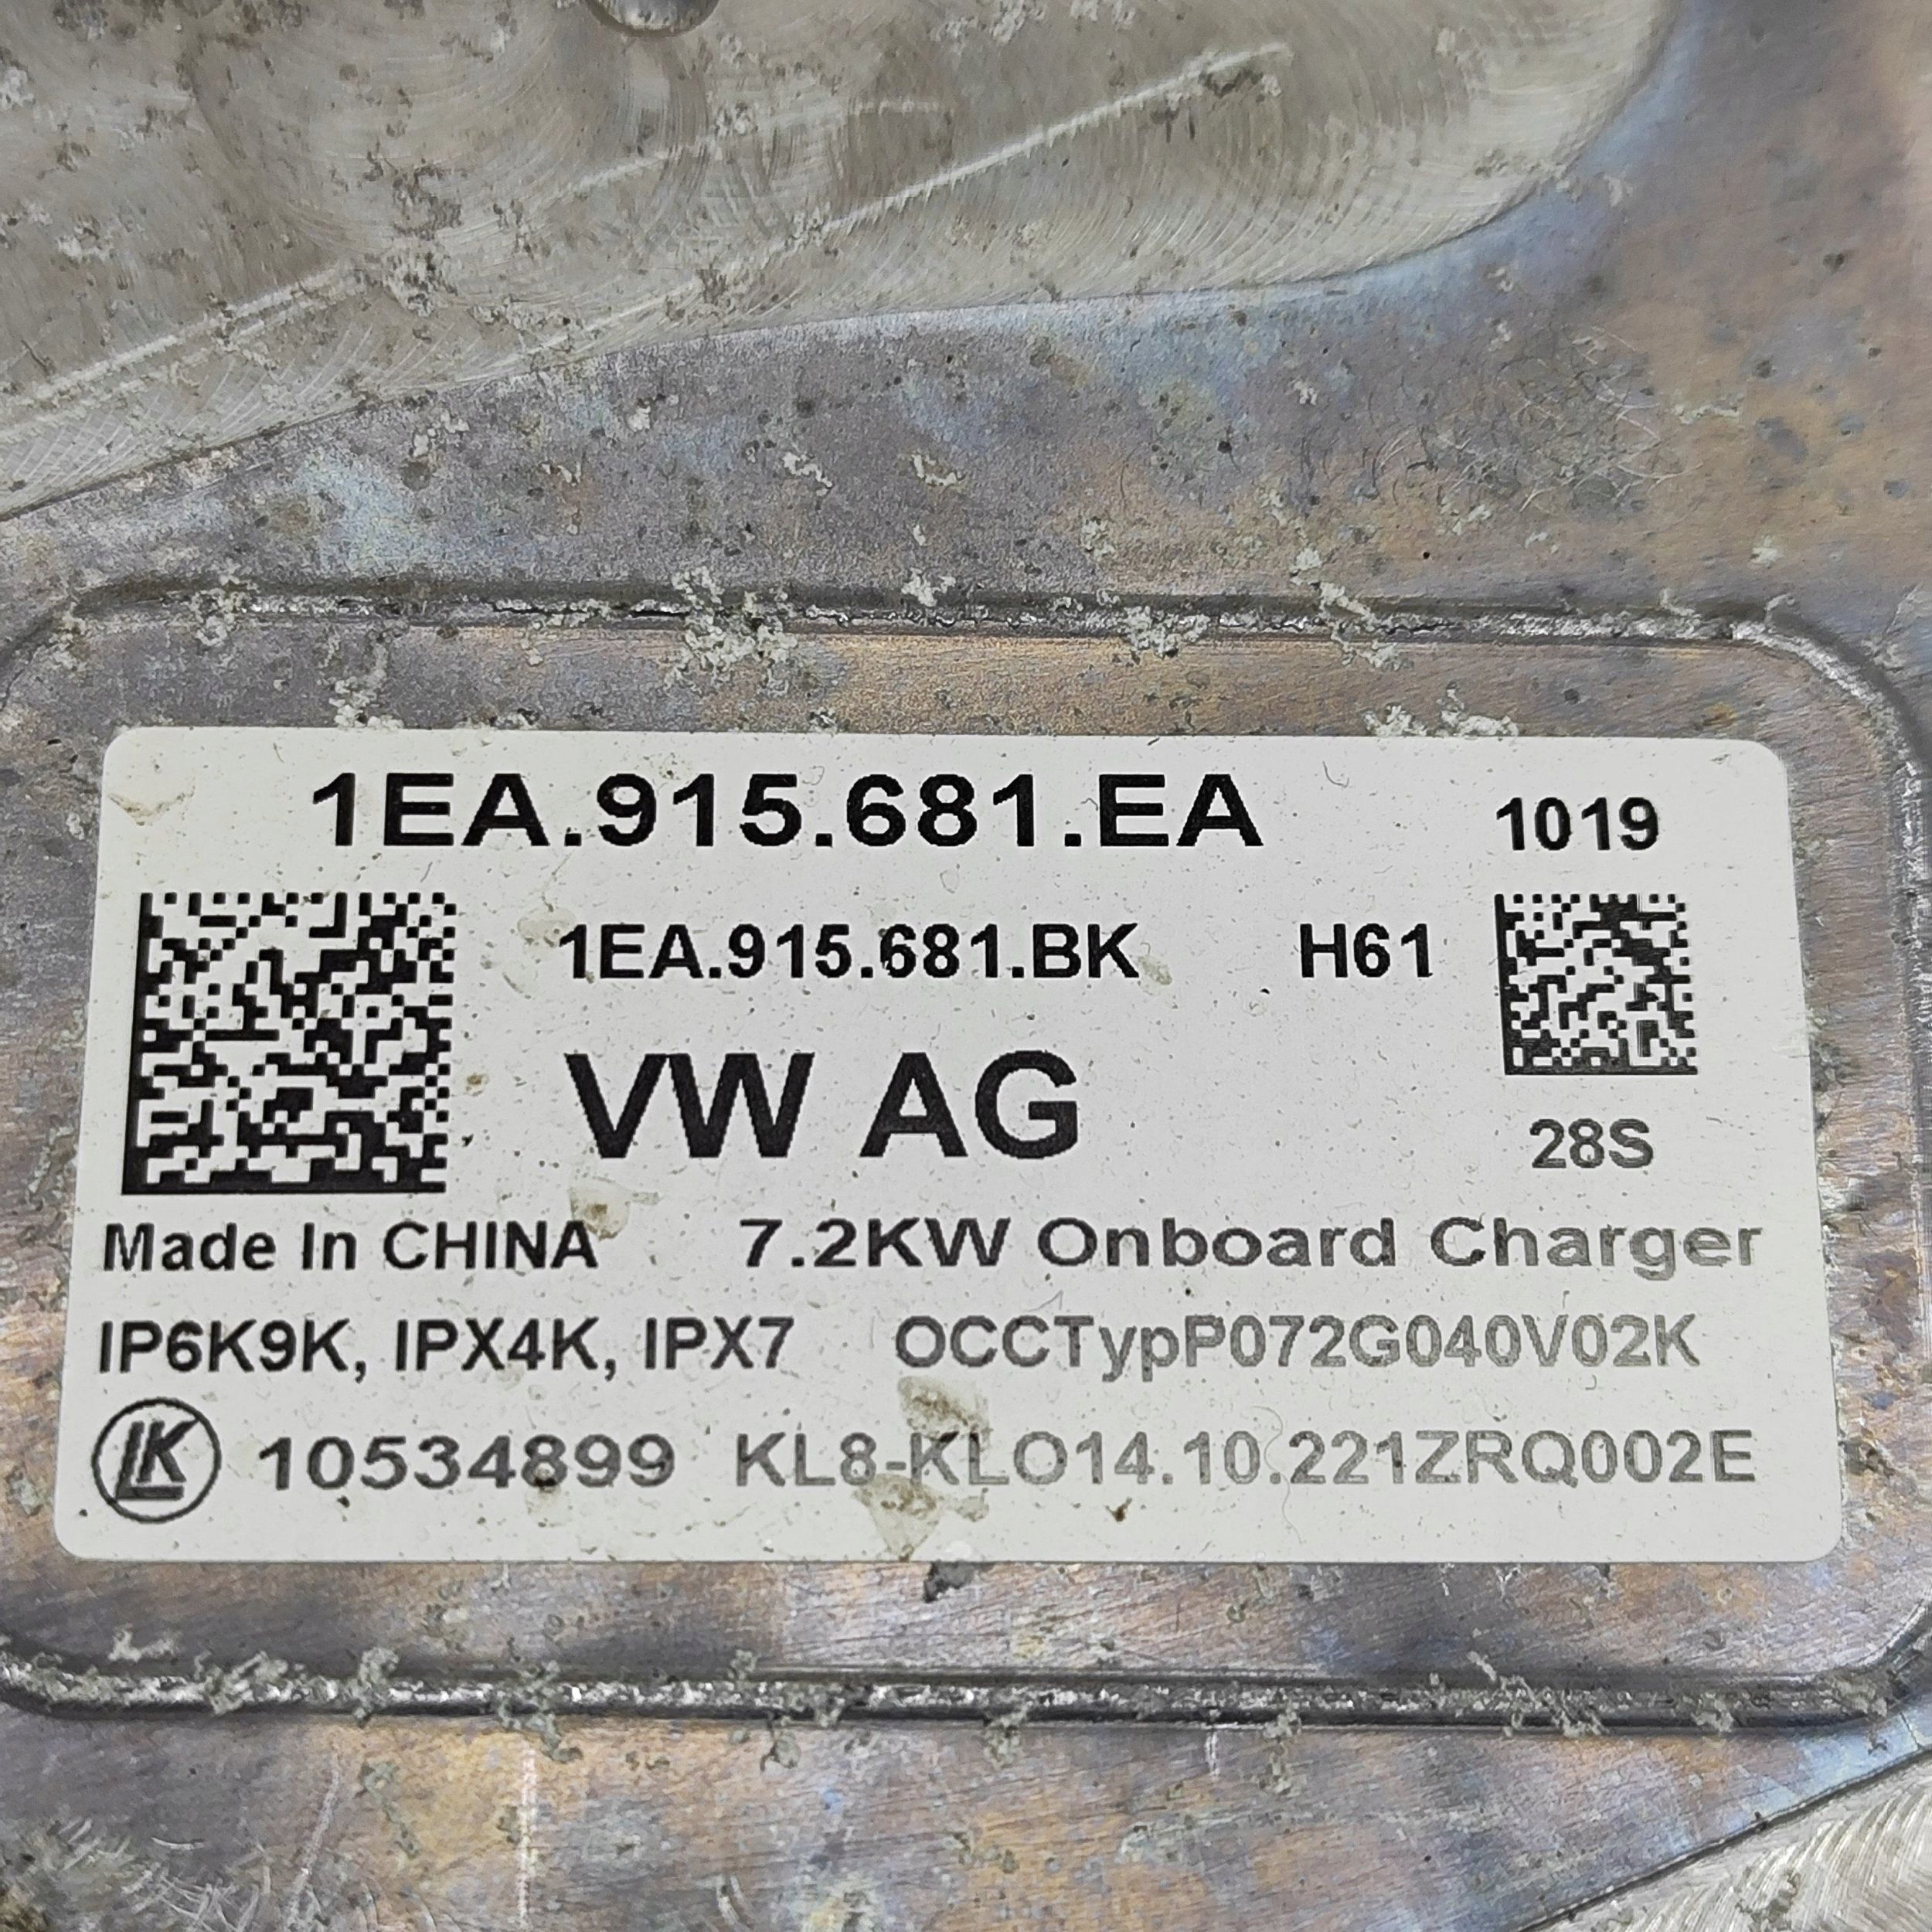 1EA.915.681.EA 1019
1EA.915.681.BK H61
VW AG
28S
Made In CHINA 7.2KW Onboard Charger
IP6K9K, IPX4K, IPX7 OCCTypP072G040V02K
LK 10534899 KL8-KLO14.10.221ZRQ002E